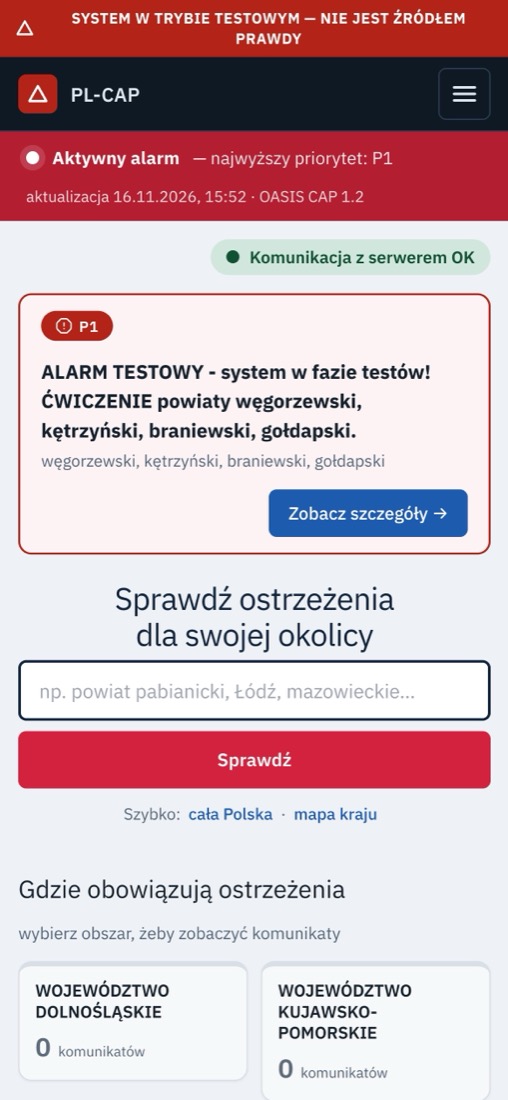 SYSTEM W TRYBIE TESTOWYM — NIE JEST ŹRÓDŁEM
PRAWDY
PL-CAP
Aktywny alarm — najwyższy priorytet: P1
aktualizacja 16.11.2026, 15:52 · OASIS CAP 1.2
Komunikacja z serwerem OK
P1
ALARM TESTOWY - system w fazie testów!
ĆWICZENIE powiaty węgorzewski,
kętrzyński, braniewski, gołdapski.
węgorzewski, kętrzyński, braniewski, gołdapski
Zobacz szczegóły →
Sprawdź ostrzeżenia
dla swojej okolicy
np. powiat pabianicki, Łódź, mazowieckie...
Sprawdź
Szybko: cała Polska · mapa kraju
Gdzie obowiązują ostrzeżenia
wybierz obszar, żeby zobaczyć komunikaty
WOJEWÓDZTWO
DOLNOŚLĄSKIE
0 komunikatów
WOJEWÓDZTWO
KUJAWSKO-
POMORSKIE
0 komunikatów